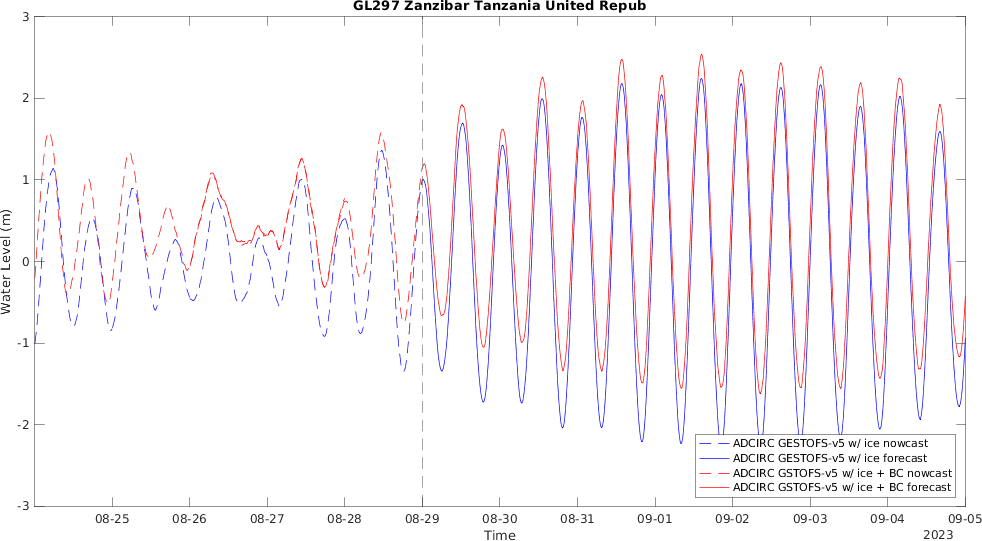 GL297 Zanzibar Tanzania United Repub
3
2
1
0
-1
-2
-3
Water Level (m)
ADCIRC GESTOFS-v5 w/ ice nowcast
ADCIRC GESTOFS-v5 w/ ice forecast
ADCIRC GSTOFS-v5 w/ ice + BC nowcast
ADCIRC GSTOFS-v5 w/ ice + BC forecast
08-25 08-26 08-27 08-28 08-29 08-30 08-31 09-01 09-02 09-03 09-04 09-05
Time
2023